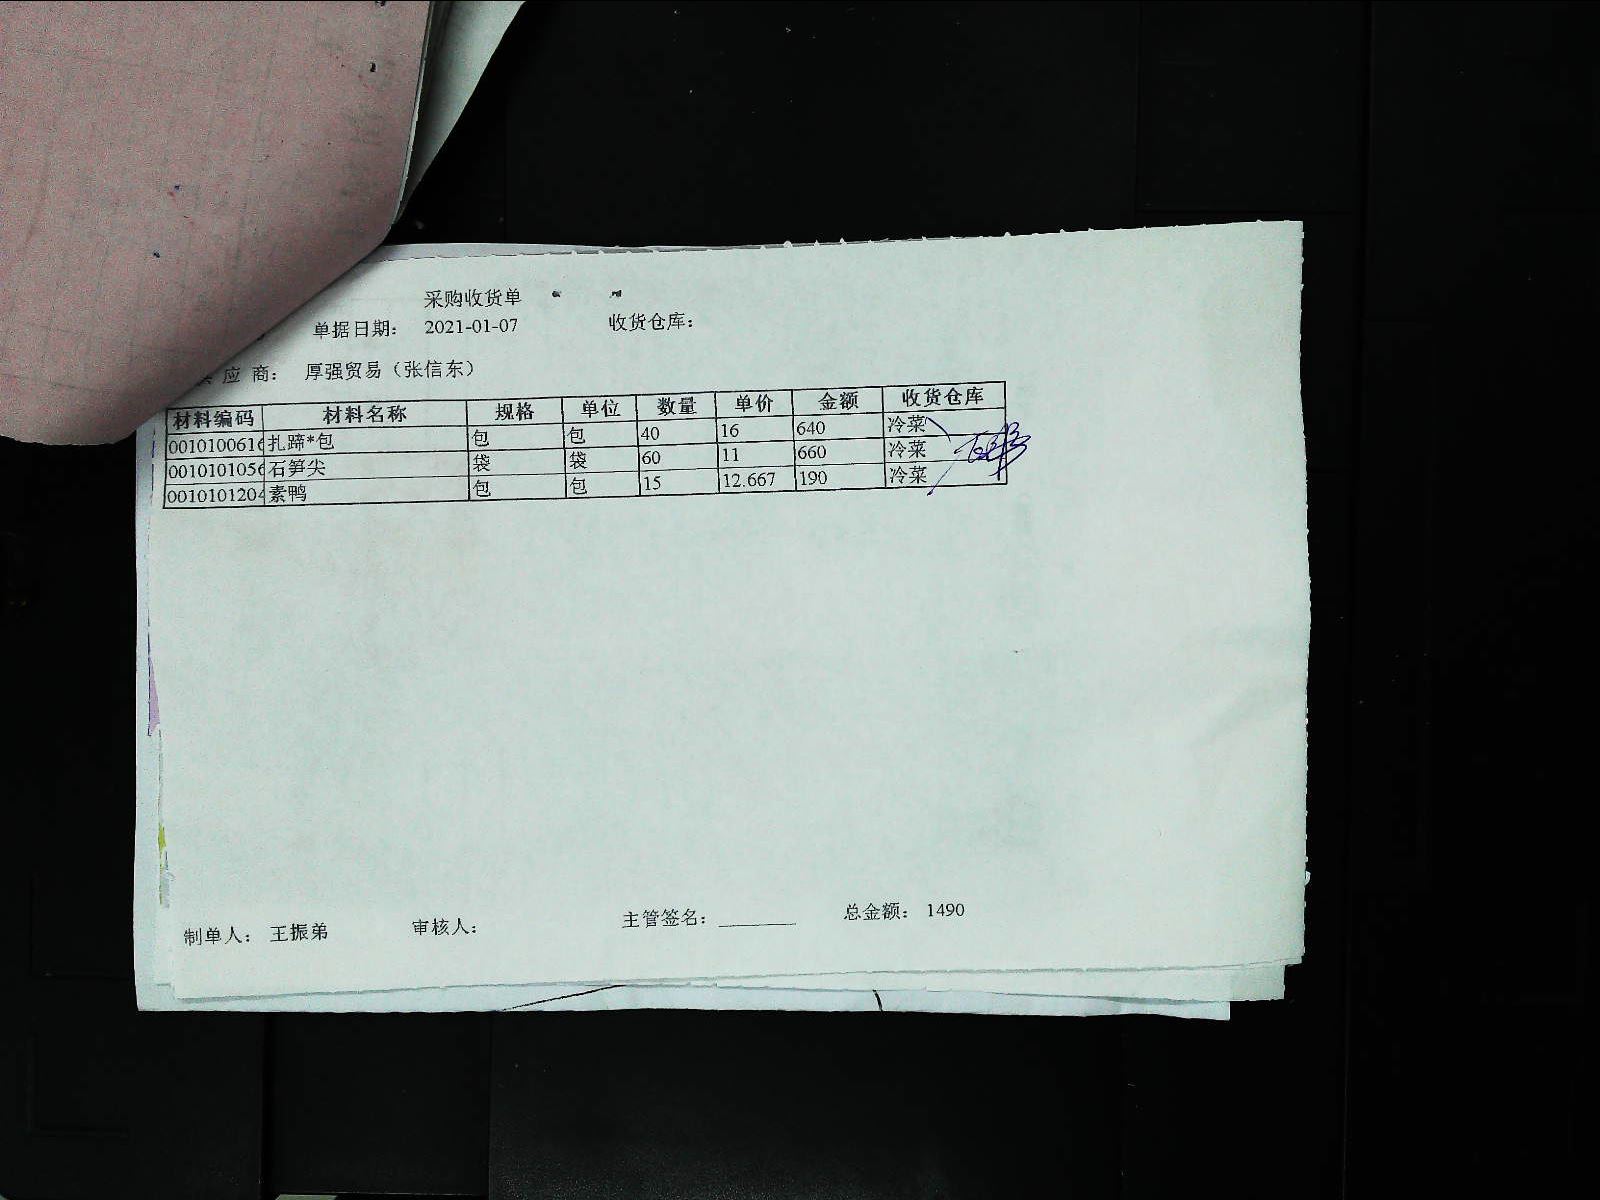 采购收货单
单据日期： 2021-01-07 收货仓库：
应 商： 厚强贸易（张信东）
材料编码 材料名称 规格 单位 数量 单价 金额 收货仓库
001010061 扎蹄*包 包 包 40 16 640 冷菜
001010105 石笋尖 袋 袋 60 11 660 冷菜
001010120 素鸭 包 包 15 12.667 190 冷菜
制单人： 王振弟 审核人： 主管签名： 总金额： 1490